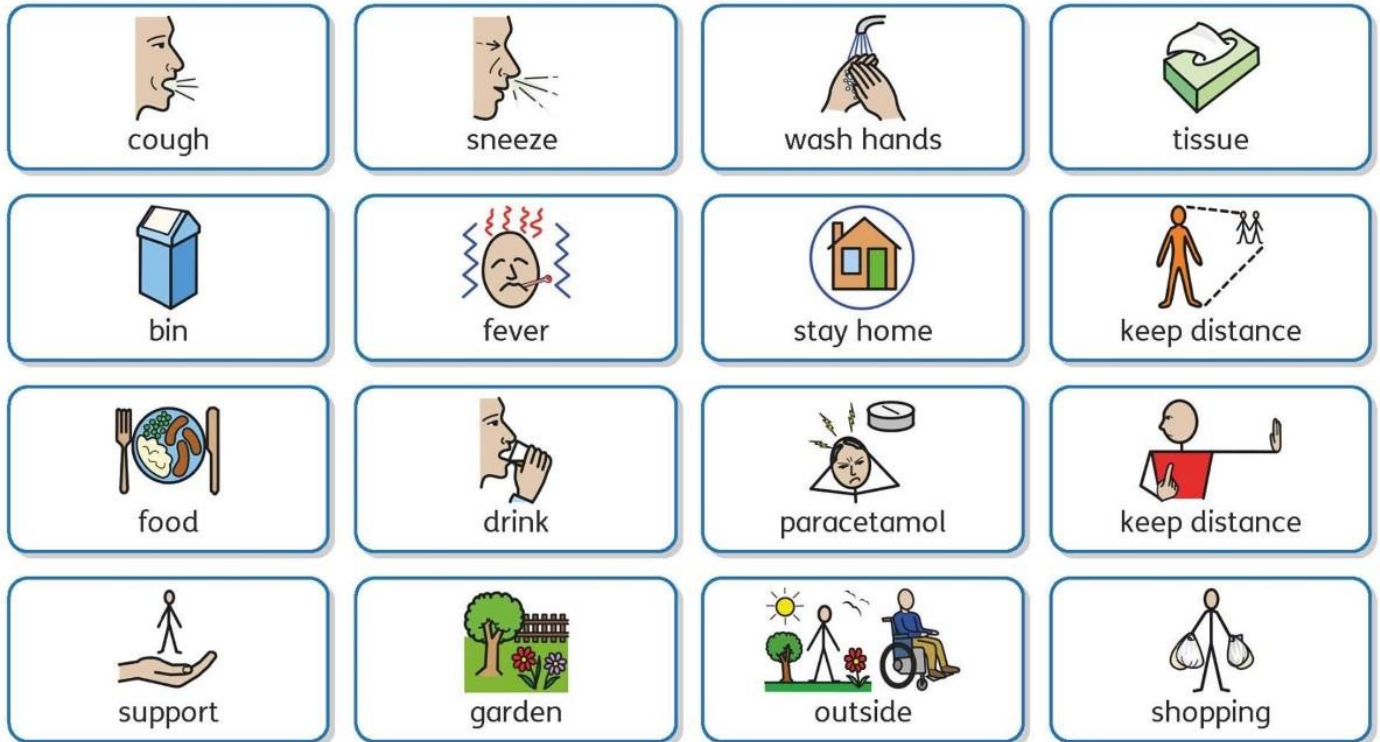 cough
sneeze
wash hands
tissue
bin
fever
stay home
keep distance
food
drink
paracetamol
keep distance
support
garden
outside
shopping